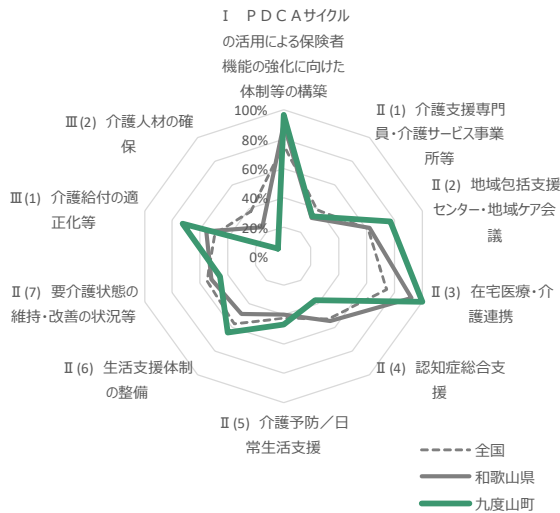 Ⅰ　ＰＤＣＡサイクル
の活用による保険者
機能の強化に向けた
体制等の構築
Ⅱ(1) 介護支援専門
員・介護サービス事業
所等
Ⅱ(2) 地域包括支援
センター・地域ケア会
議
Ⅱ(3) 在宅医療・介
護連携
Ⅱ(4) 認知症総合支
援
Ⅱ(5) 介護予防／日
常生活支援
Ⅱ(6) 生活支援体制
の整備
Ⅱ(7) 要介護状態の
維持・改善の状況等
Ⅲ(1) 介護給付の適
正化等
Ⅲ(2) 介護人材の確
保
100%
80%
60%
40%
20%
0%
全国
和歌山県
九度山町